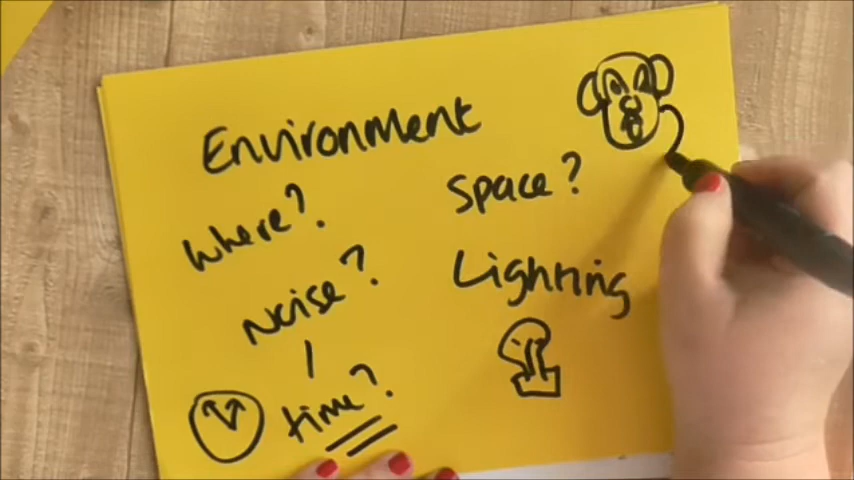 Environment
Where?
Space?
Noise?
Lighting
time?